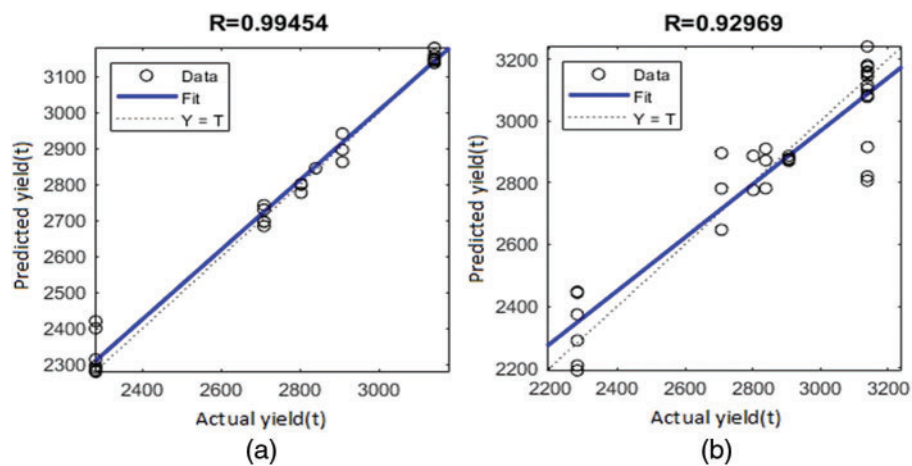 R=0.99454
Predicted yield(t)
3100
3000
2900
2800
2700
2600
2500
2400
2300
Data
Fit
Y = T
2400 2600 2800 3000
Actual yield(t)
(a)
R=0.92969
Predicted yield(t)
3200
3000
2800
2600
2400
2200
Data
Fit
Y = T
2200 2400 2600 2800 3000 3200
Actual yield(t)
(b)